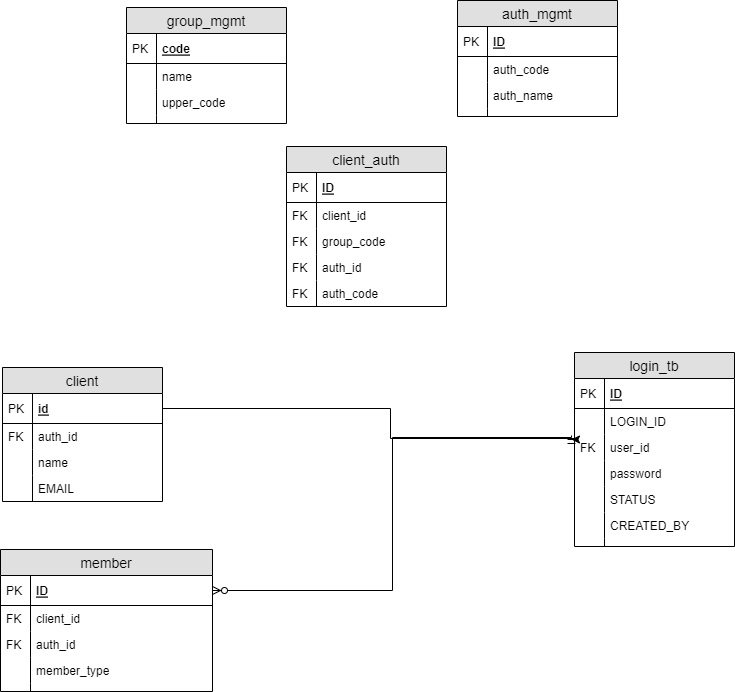 group_mgmt
PK code
name
upper_code
auth_mgmt
PK ID
auth_code
auth_name
client_auth
PK ID
FK client_id
FK group_code
FK auth_id
FK auth_code
client
PK id
FK auth_id
name
EMAIL
login_tb
PK ID
LOGIN_ID
FK user_id
password
STATUS
CREATED_BY
member
PK ID
FK client_id
FK auth_id
member_type